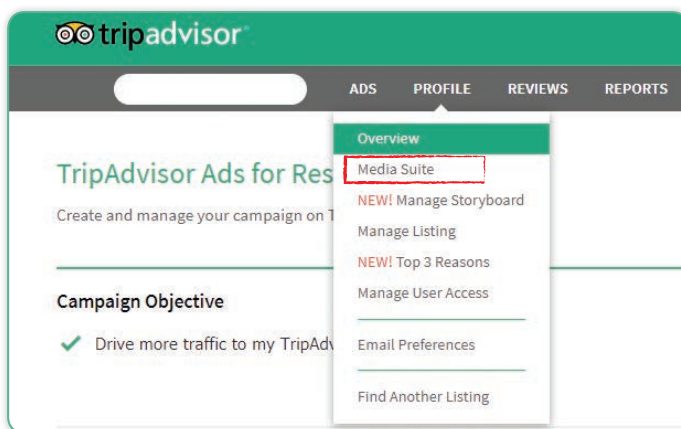 tripadvisor
ADS PROFILE REVIEWS REPORTS
Overview
Media Suite
NEW! Manage Storyboard
Manage Listing
NEW! Top 3 Reasons
Manage User Access
Email Preferences
Find Another Listing
TripAdvisor Ads for Res
Create and manage your campaign on T
Campaign Objective
Drive more traffic to my TripAdv